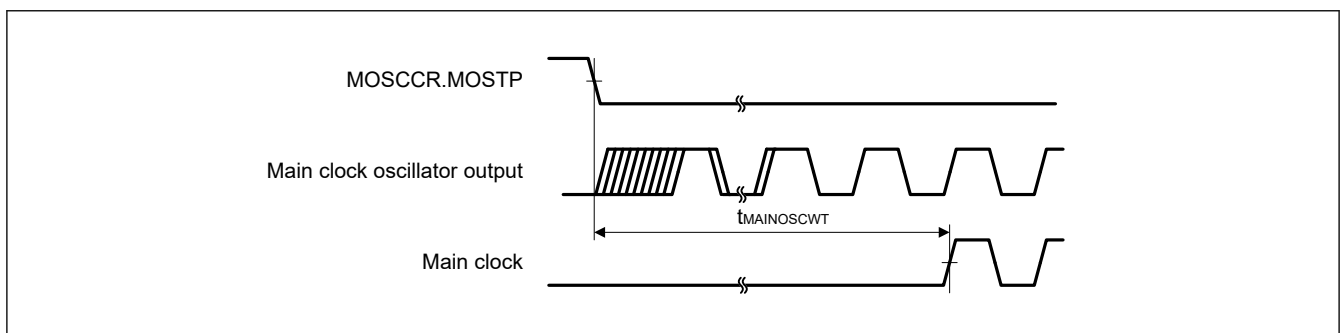 MOSCCR.MOSTP
Main clock oscillator output
tMAINOSCWT
Main clock